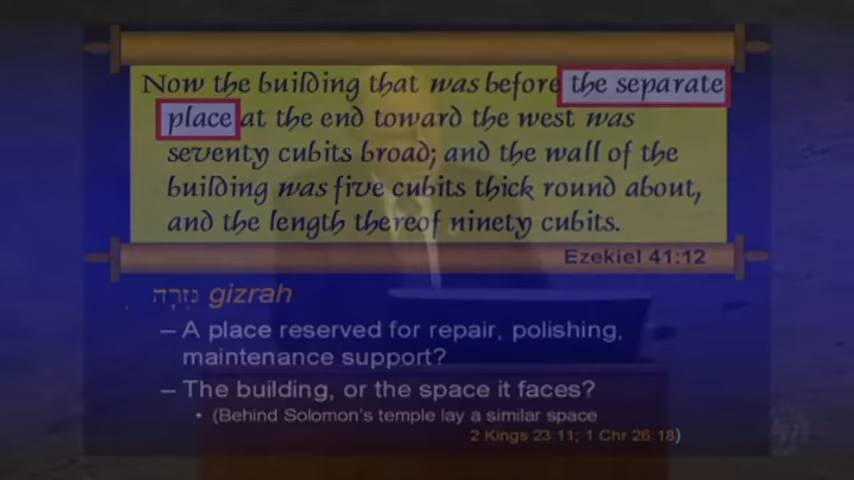 Now the building that was before the separate
place at the end toward the west was
seventy cubits broad; and the wall of the
building was five cubits thick round about,
and the length thereof ninety cubits.
Ezekiel 41:12
גִּזְרָה gizrah
– A place reserved for repair, polishing,
maintenance support?
– The building, or the space it faces?
• (Behind Solomon's temple lay a similar space
2 Kings 23:11; 1 Chr 26:18)